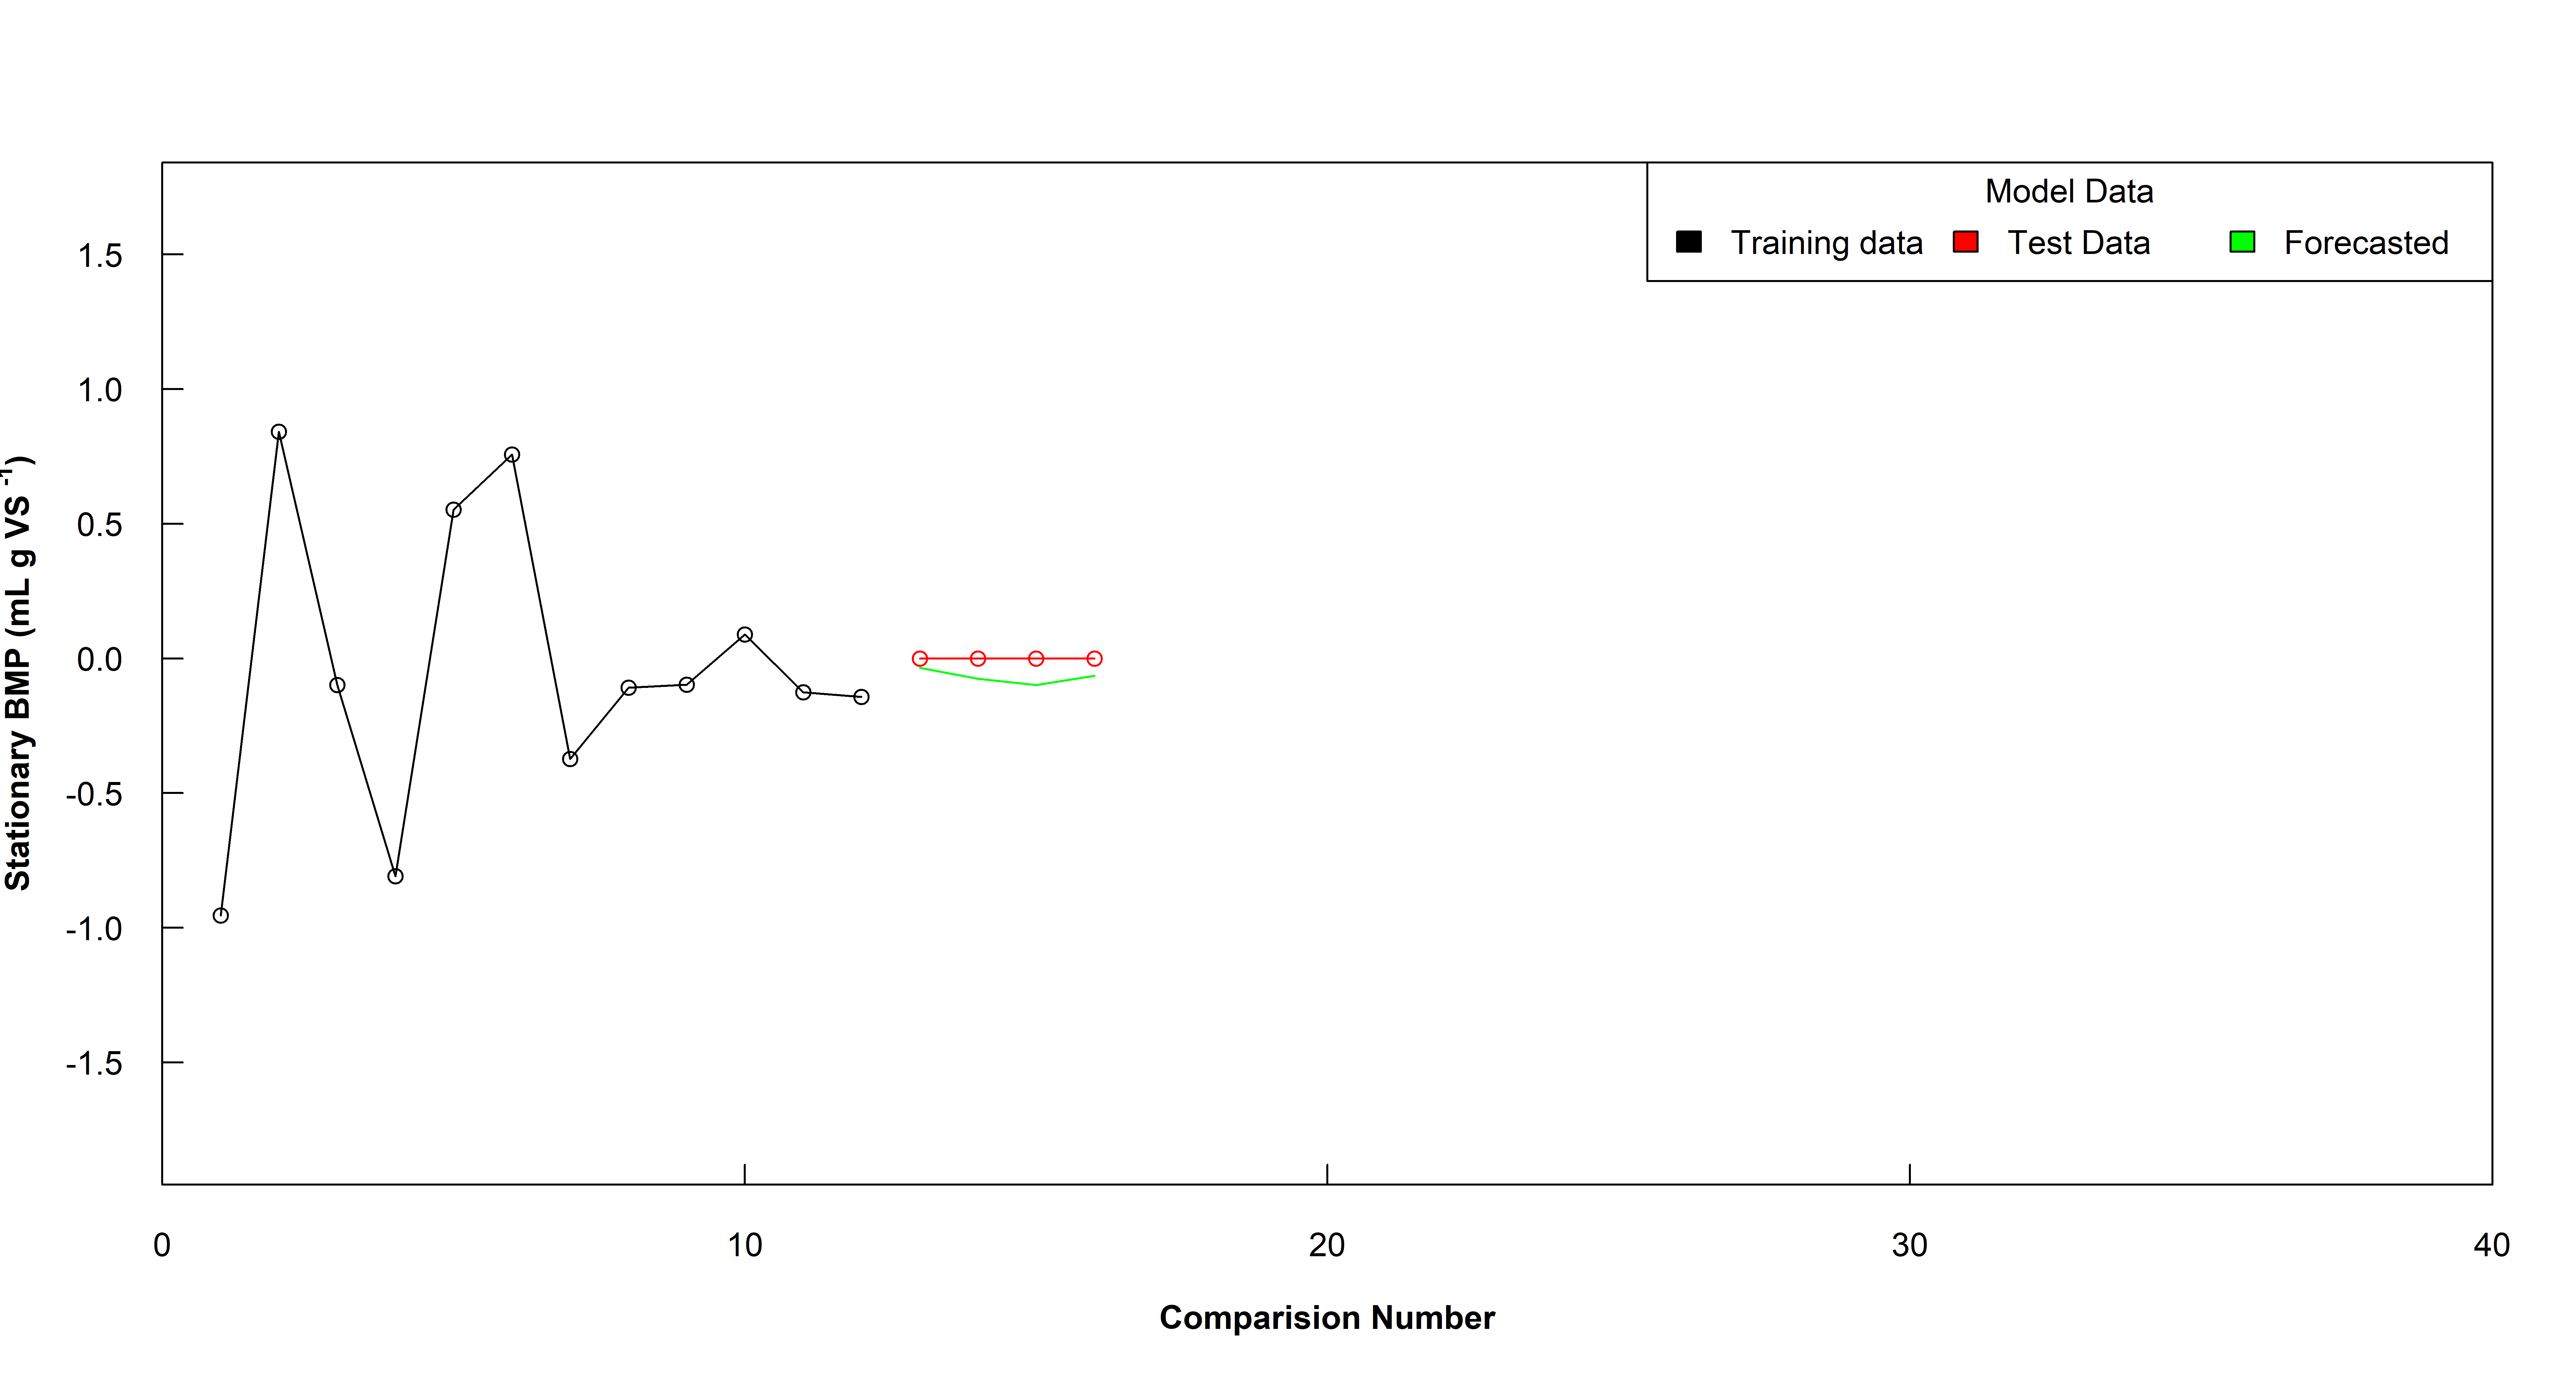 Model Data
Training data Test Data Forecasted
1.5
1.0
0.5
0.0
-0.5
-1.0
-1.5
Stationary BMP (mL g VS -1)
0 10 20 30 40
Comparision Number